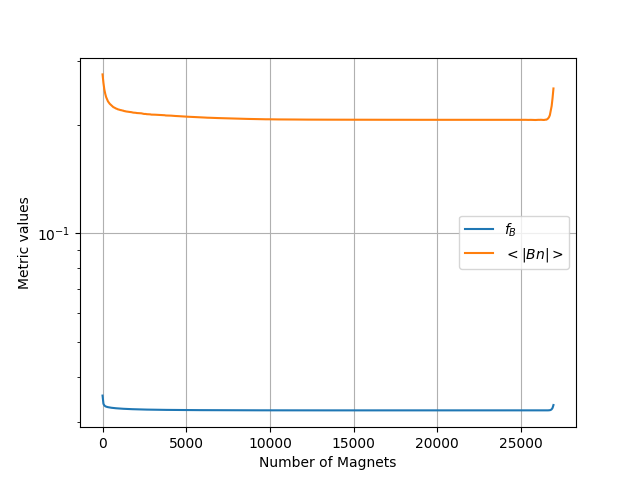 Metric values
10⁻¹
f_B
< |Bn| >
0 5000 10000 15000 20000 25000
Number of Magnets